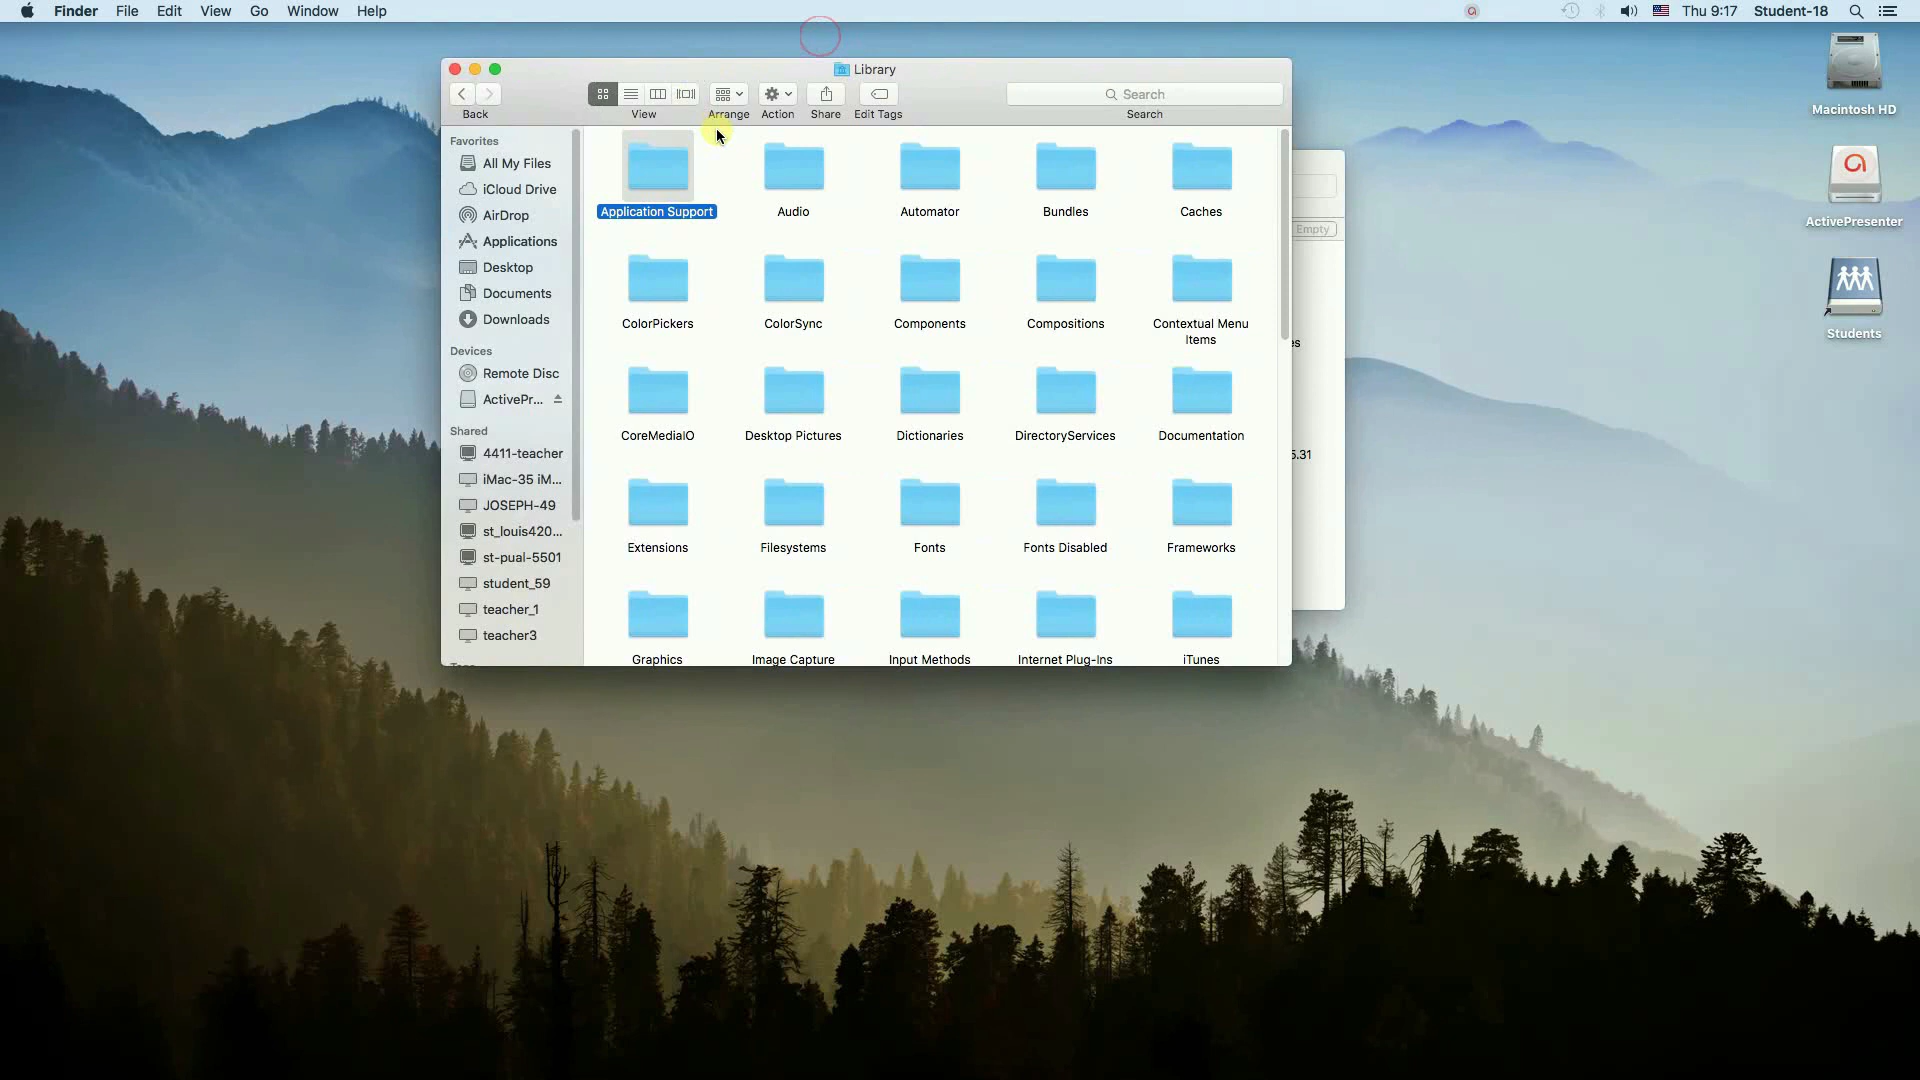 Finder File Edit View Go Window Help Thu 9:17 Student-18
Library
Search
Back View Arrange Action Share Edit Tags Search
Favorites
All My Files
iCloud Drive
AirDrop
Applications
Desktop
Documents
Downloads
Devices
Remote Disc
ActivePr...
Shared
4411-teacher
iMac-35 iM...
JOSEPH-49
st_louis420...
st-pual-5501
student_59
teacher_1
teacher3
Application Support Audio Automator Bundles Caches
ColorPickers ColorSync Components Compositions Contextual Menu
Items
CoreMediaIO Desktop Pictures Dictionaries DirectoryServices Documentation
Extensions Filesystems Fonts Fonts Disabled Frameworks
Graphics Image Capture Input Methods Internet Plug-Ins iTunes
Empty
es
5.31
Macintosh HD
ActivePresenter
Students